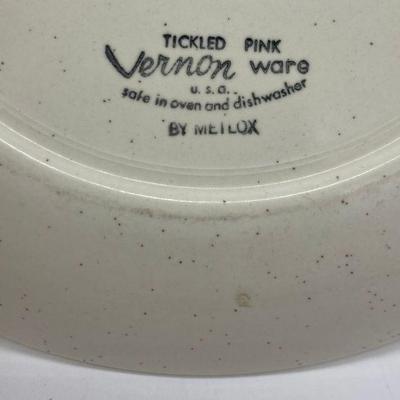 TICKLED PINK
Vernon ware
u.s.a.
safe in oven and dishwasher
BY METLOX